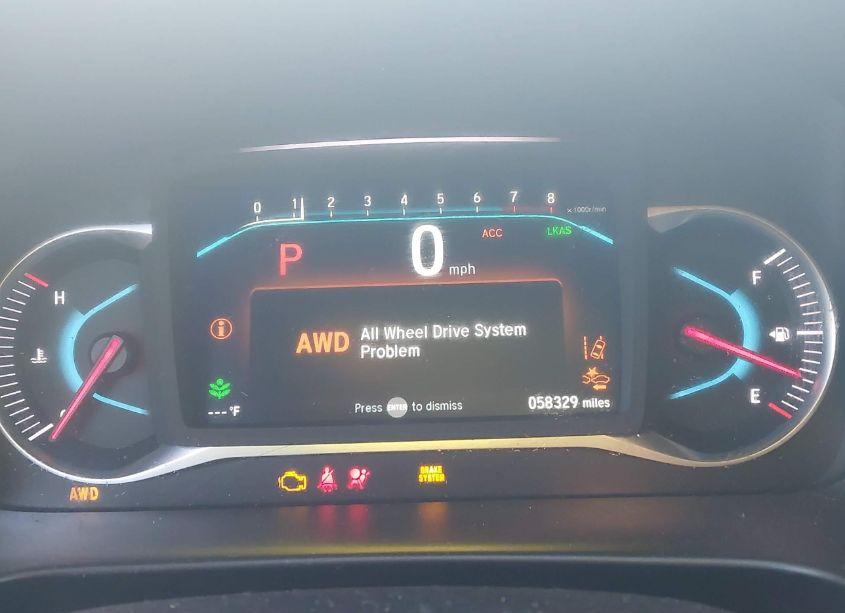 0 1 2 3 4 5 6 7 8 x1000r/min
P 0 mph ACC LKAS
H
F
AWD All Wheel Drive System
Problem
E
---°F
Press ENTER to dismiss
058329 miles
AWD
BRAKE
SYSTEM